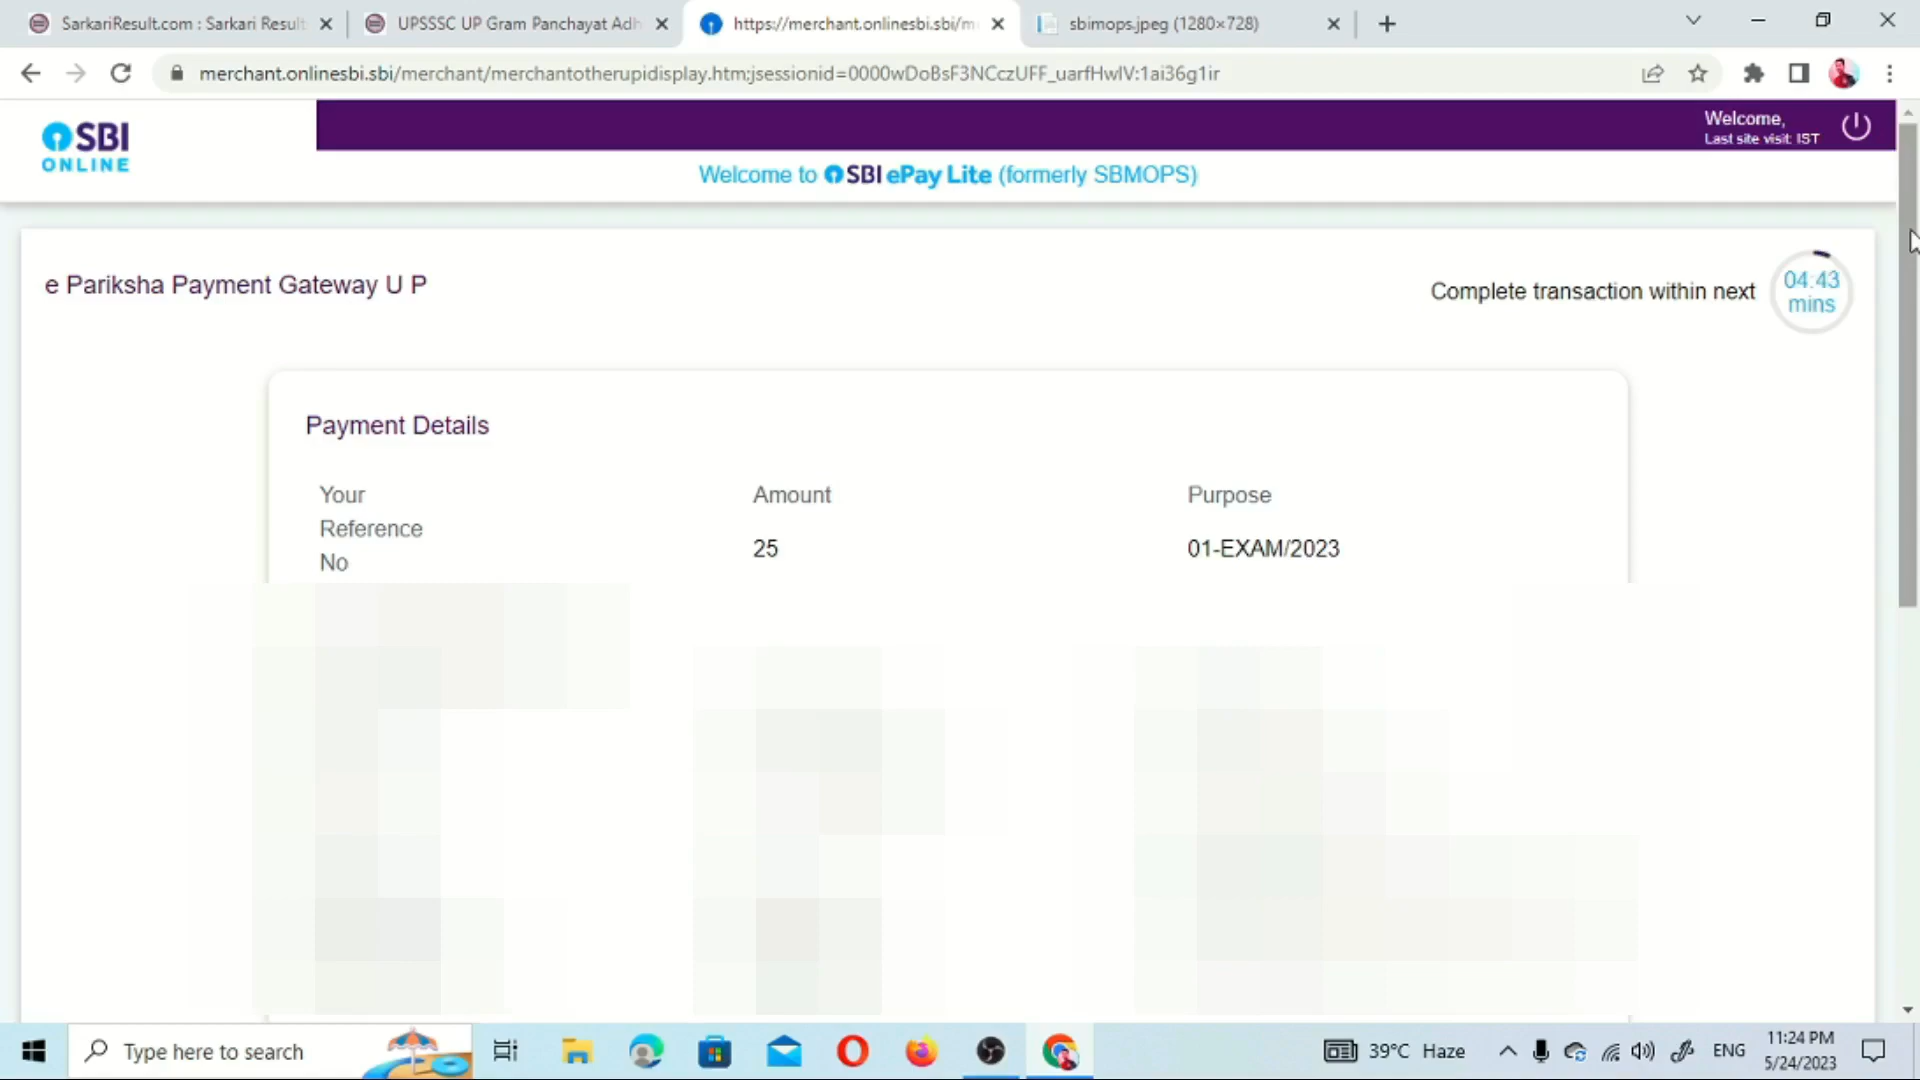 SarkariResult.com : Sarkari Result
UPSSSC UP Gram Panchayat Adh
https://merchant.onlinesbi.sbi/m
sbimops.jpeg (1280×728)
merchant.onlinesbi.sbi/merchant/merchantotherupidisplay.htm;jsessionid=0000wDoBsF3NCczUFF_uarfHwIV:1ai36g1ir
SBI
ONLINE
Welcome,
Last site visit: IST
Welcome to SBI ePay Lite (formerly SBMOPS)
e Pariksha Payment Gateway U P
Complete transaction within next
04:43
mins
Payment Details
Your
Reference
No
Amount
25
Purpose
01-EXAM/2023
Type here to search
39°C Haze
ENG
11:24 PM
5/24/2023